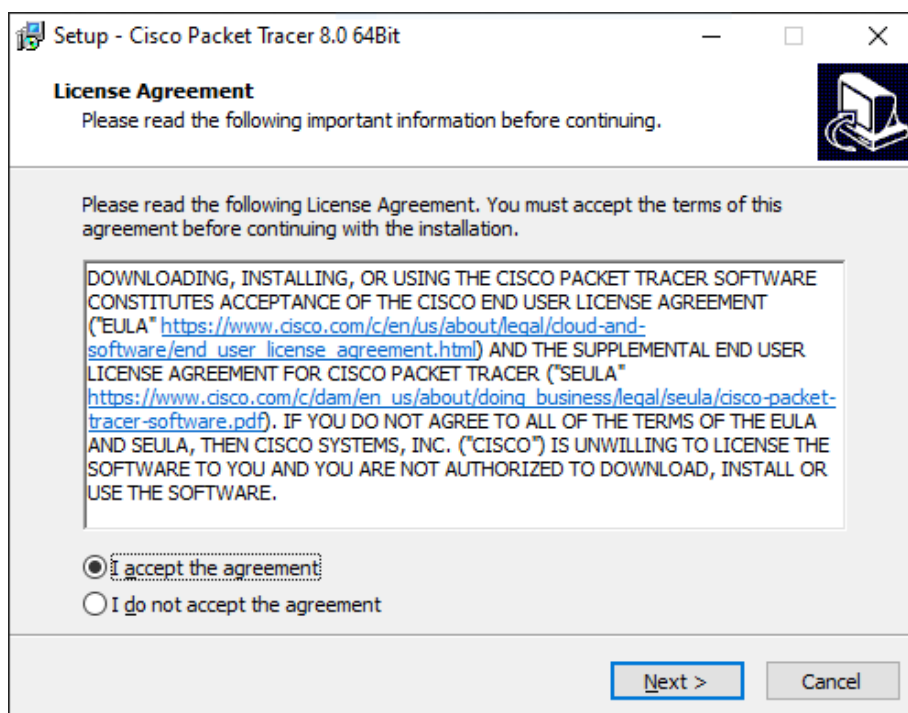 Setup - Cisco Packet Tracer 8.0 64Bit
License Agreement
Please read the following important information before continuing.
Please read the following License Agreement. You must accept the terms of this
agreement before continuing with the installation.
DOWNLOADING, INSTALLING, OR USING THE CISCO PACKET TRACER SOFTWARE
CONSTITUTES ACCEPTANCE OF THE CISCO END USER LICENSE AGREEMENT
("EULA" https://www.cisco.com/c/en/us/about/legal/cloud-and-
software/end_user_license_agreement.html) AND THE SUPPLEMENTAL END USER
LICENSE AGREEMENT FOR CISCO PACKET TRACER ("SEULA"
https://www.cisco.com/c/dam/en_us/about/doing_business/legal/seula/cisco-packet-
tracer-software.pdf). IF YOU DO NOT AGREE TO ALL OF THE TERMS OF THE EULA
AND SEULA, THEN CISCO SYSTEMS, INC. ("CISCO") IS UNWILLING TO LICENSE THE
SOFTWARE TO YOU AND YOU ARE NOT AUTHORIZED TO DOWNLOAD, INSTALL OR
USE THE SOFTWARE.
I accept the agreement
I do not accept the agreement
Next >
Cancel